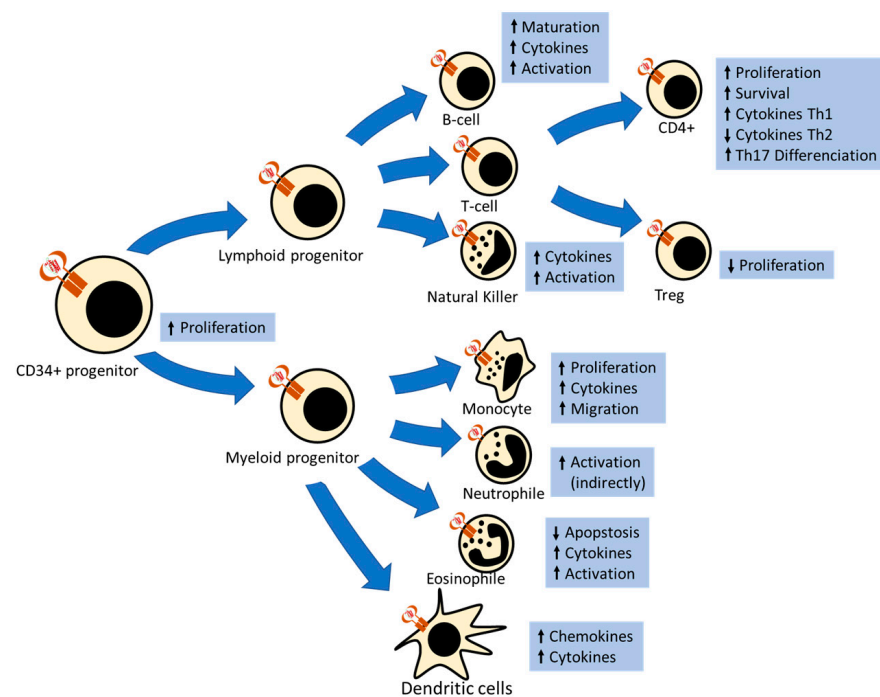 ↑ Maturation
↑ Cytokines
↑ Activation
B-cell
↑ Proliferation
↑ Survival
↑ Cytokines Th1
↓ Cytokines Th2
↑ Th17 Differenciation
CD4+
T-cell
Lymphoid progenitor
↑ Cytokines
↑ Activation
Natural Killer
↓ Proliferation
Treg
↑ Proliferation
CD34+ progenitor
↑ Proliferation
↑ Cytokines
↑ Migration
Monocyte
Myeloid progenitor
↑ Activation
(indirectly)
Neutrophile
↓ Apopstosis
↑ Cytokines
↑ Activation
Eosinophile
↑ Chemokines
↑ Cytokines
Dendritic cells